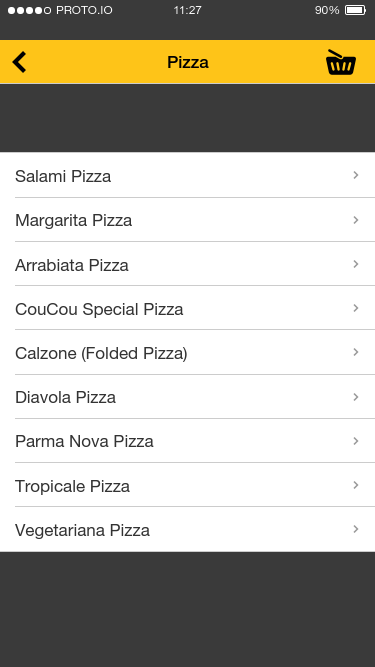 PROTO.IO 11:27 90%
Pizza
Salami Pizza
Margarita Pizza
Arrabiata Pizza
CouCou Special Pizza
Calzone (Folded Pizza)
Diavola Pizza
Parma Nova Pizza
Tropicale Pizza
Vegetariana Pizza